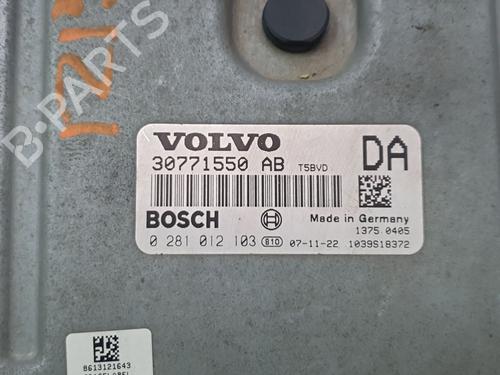 B-PARTS
VOLVO
30771550 AB T5BVD
DA
BOSCH
Made in Germany
1375.0405
0 281 012 103 810 07-11-22 1039S18372
8613121643